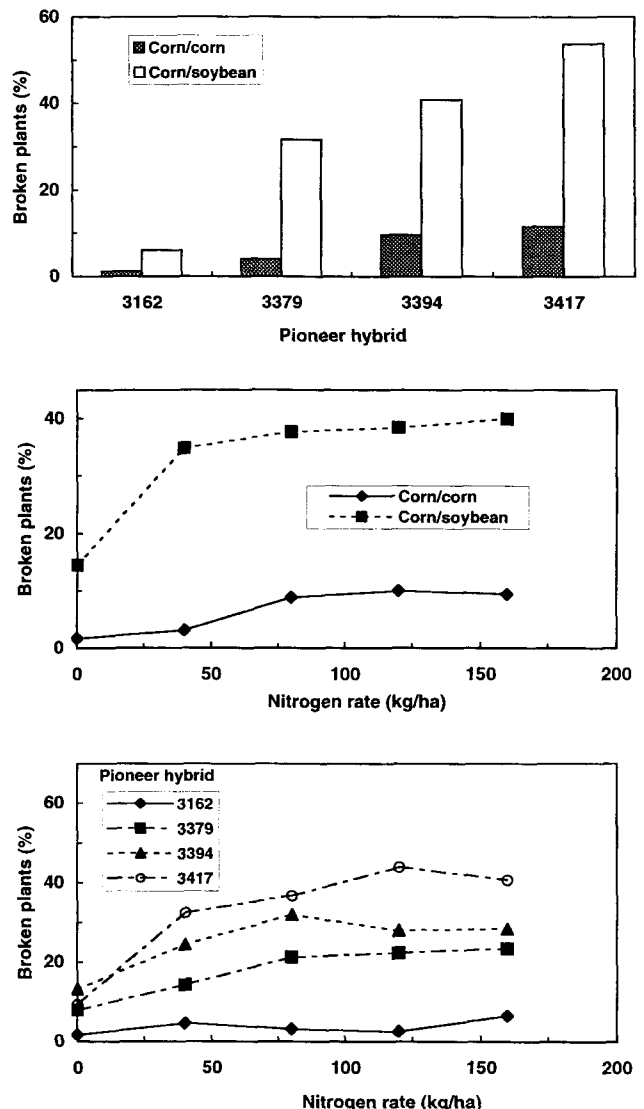 60
Corn/corn
Corn/soybean
40
20
0
Broken plants (%)
3162 3379 3394 3417
Pioneer hybrid
40
20
0
Broken plants (%)
Corn/corn
Corn/soybean
0 50 100 150 200
Nitrogen rate (kg/ha)
Pioneer hybrid
3162
3379
3394
3417
60
40
20
0
Broken plants (%)
0 50 100 150 200
Nitrogen rate (kg/ha)